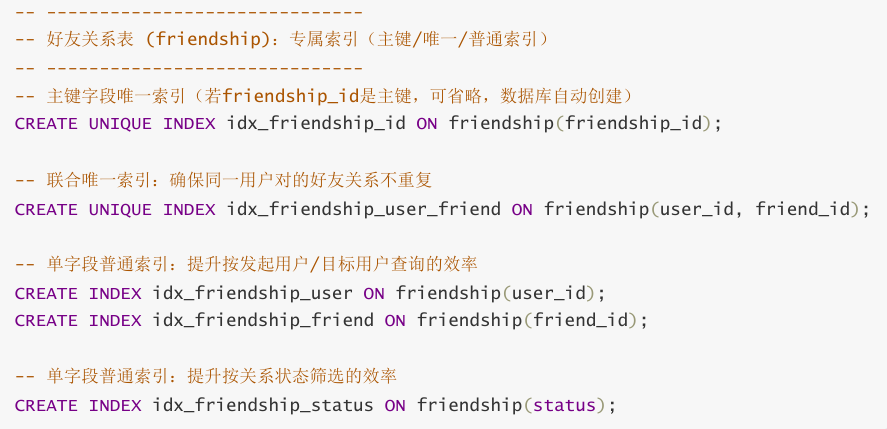 -- ------------------------------
-- 好友关系表 (friendship): 专属索引（主键/唯一/普通索引）
-- ------------------------------
-- 主键字段唯一索引（若friendship_id是主键，可省略，数据库自动创建）
CREATE UNIQUE INDEX idx_friendship_id ON friendship(friendship_id);
-- 联合唯一索引：确保同一用户对的好友关系不重复
CREATE UNIQUE INDEX idx_friendship_user_friend ON friendship(user_id, friend_id);
-- 单字段普通索引：提升按发起用户/目标用户查询的效率
CREATE INDEX idx_friendship_user ON friendship(user_id);
CREATE INDEX idx_friendship_friend ON friendship(friend_id);
-- 单字段普通索引：提升按关系状态筛选的效率
CREATE INDEX idx_friendship_status ON friendship(status);